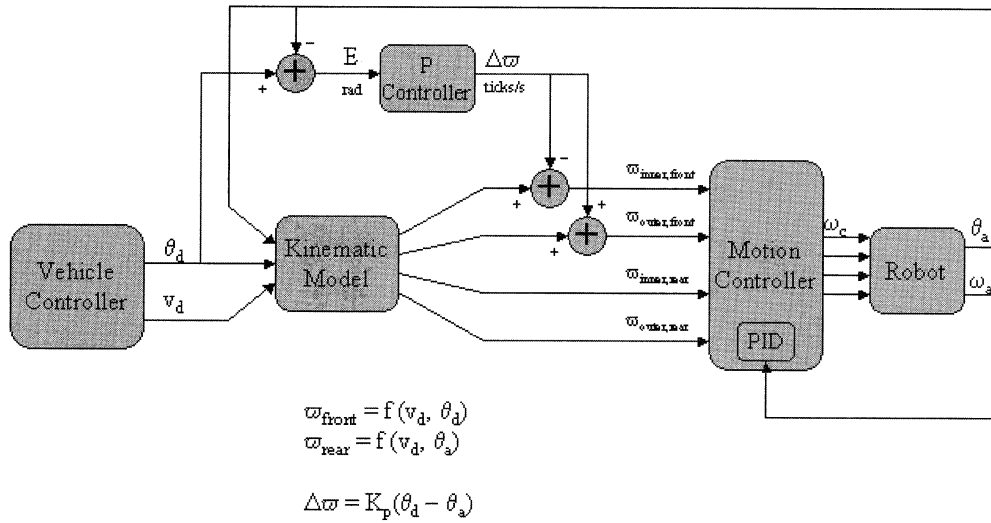 -
E
rad
P
Controller
Δϖ
ticks/s
+
+
-
+
+
+
+
+
ϖinner,front
ϖouter,front
ϖinner,rear
ϖouter,rear
Vehicle
Controller
θd
vd
Kinematic
Model
Motion
Controller
PID
ωc
Robot
θa
ωa
ϖfront = f (vd, θd)
ϖrear = f (vd, θa)
Δϖ = Kp(θd − θa)